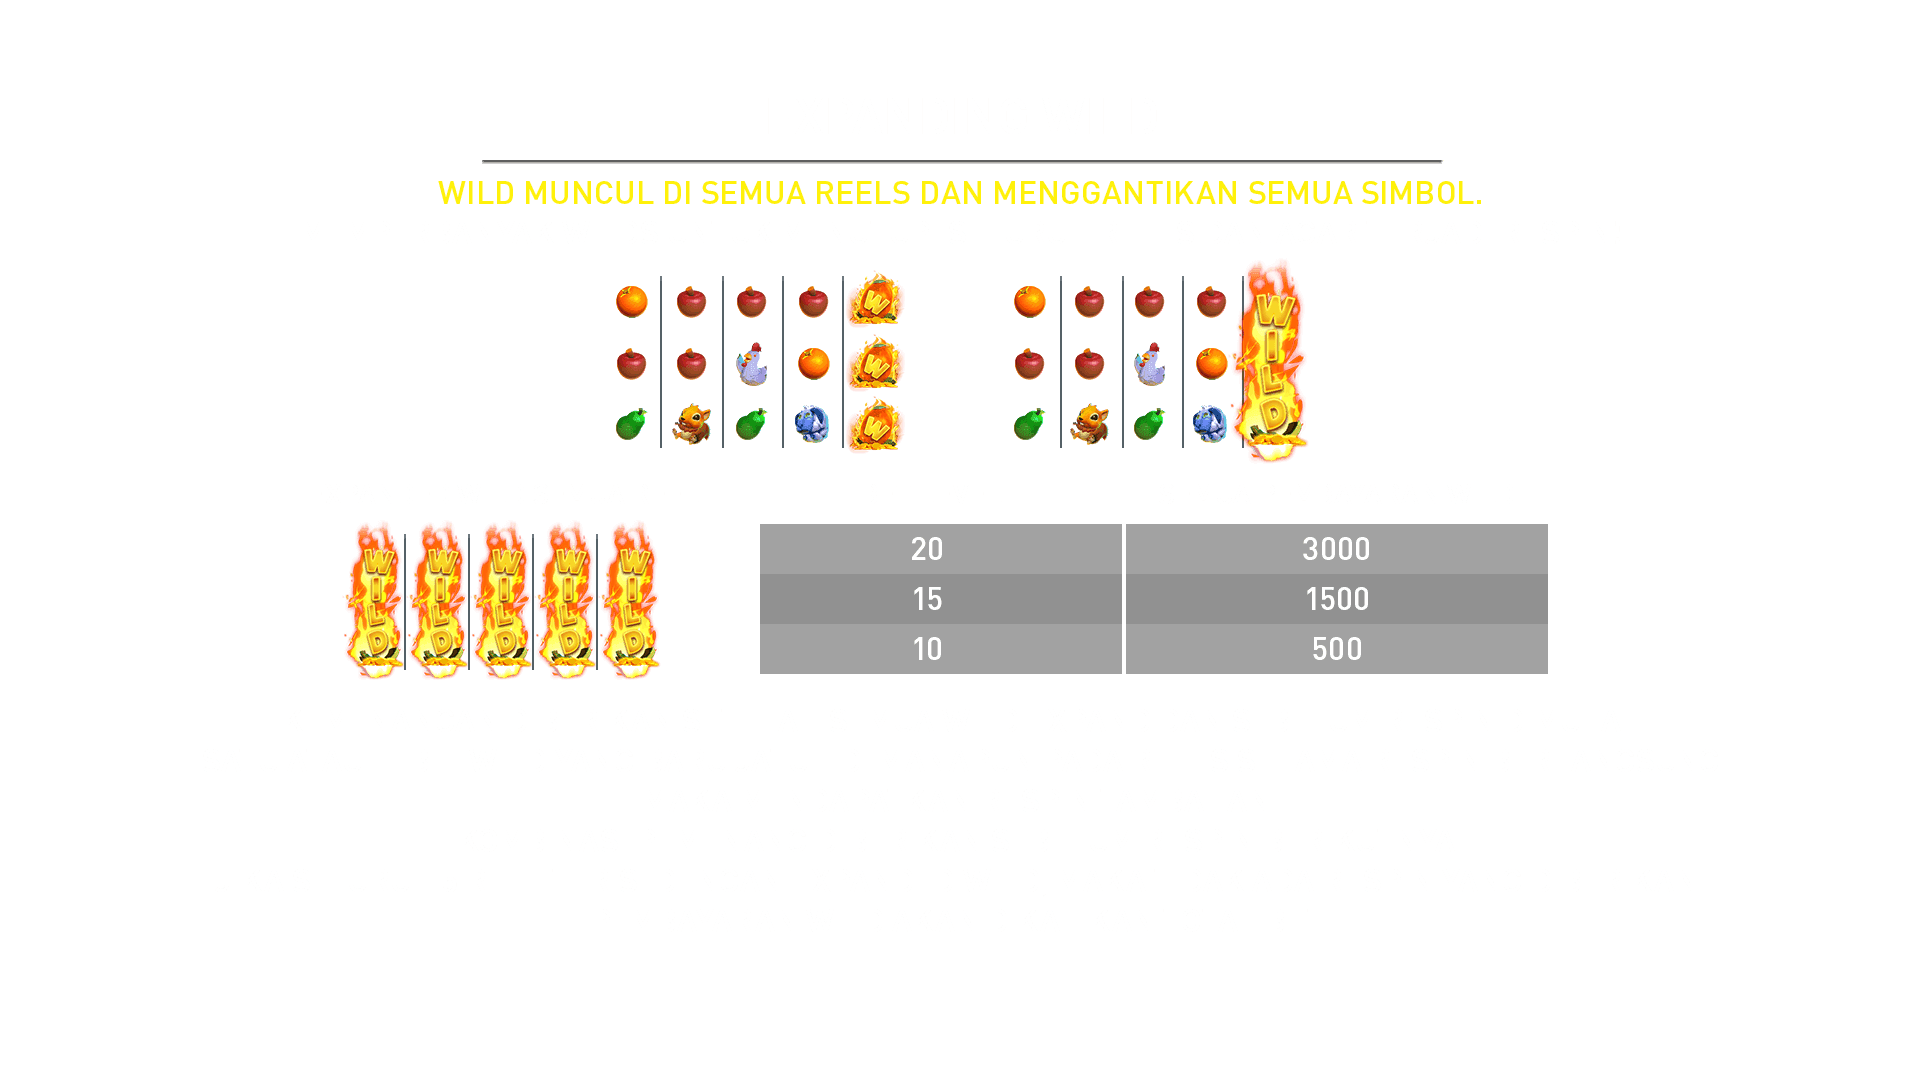 WILD MUNCUL DI SEMUA REELS DAN MENGGANTIKAN SEMUA SIMBOL.
W
W
W
WILD
WILD WILD WILD WILD WILD
20 3000
15 1500
10 500